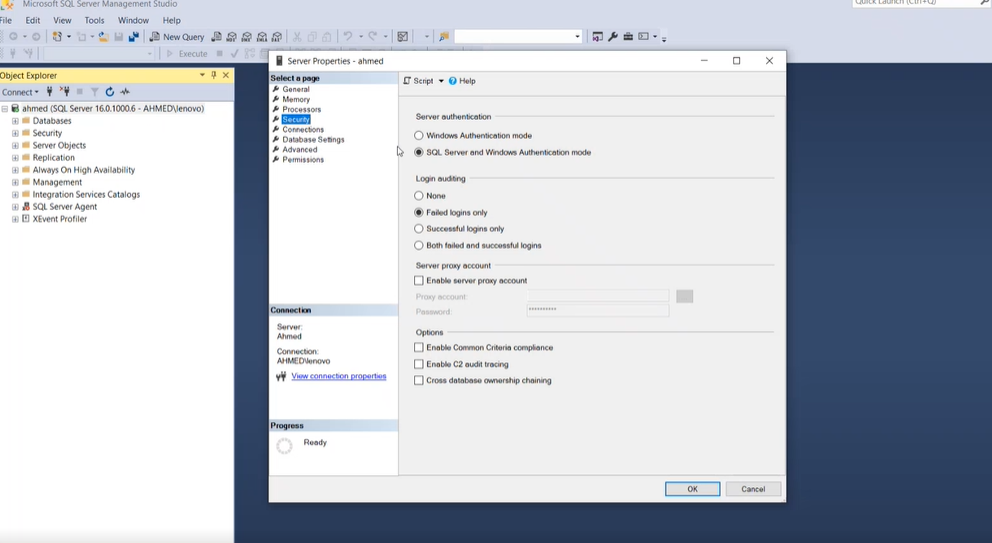 Microsoft SQL Server Management Studio
Quick Launch (Ctrl+Q)
File Edit View Tools Window Help
New Query
Execute
Object Explorer
Connect
ahmed (SQL Server 16.0.1000.6 - AHMED\lenovo)
Databases
Security
Server Objects
Replication
Always On High Availability
Management
Integration Services Catalogs
SQL Server Agent
XEvent Profiler
Server Properties - ahmed
Select a page
General
Memory
Processors
Security
Connections
Database Settings
Advanced
Permissions
Connection
Server:
Ahmed
Connection:
AHMED\lenovo
View connection properties
Progress
Ready
Script Help
Server authentication
Windows Authentication mode
SQL Server and Windows Authentication mode
Login auditing
None
Failed logins only
Successful logins only
Both failed and successful logins
Server proxy account
Enable server proxy account
Proxy account:
Password: **********
Options
Enable Common Criteria compliance
Enable C2 audit tracing
Cross database ownership chaining
OK Cancel